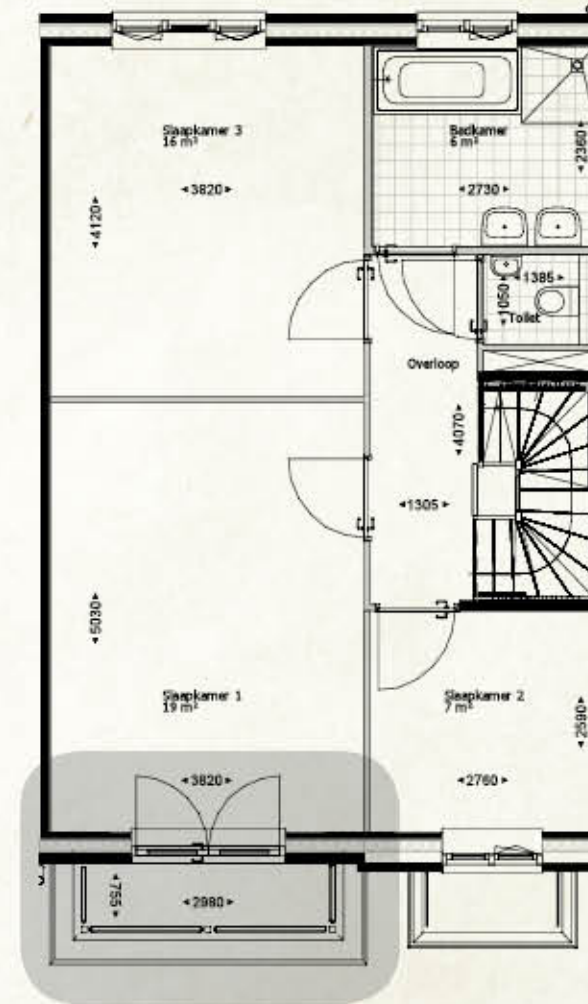 Slaapkamer 3
16 m²
3820
4120
Badkamer
6 m²
2730
2360
1385
1050
Toilet
Overloop
4070
1305
5030
Slaapkamer 1
19 m²
3820
Slaapkamer 2
7 m²
2760
2590
755
2980